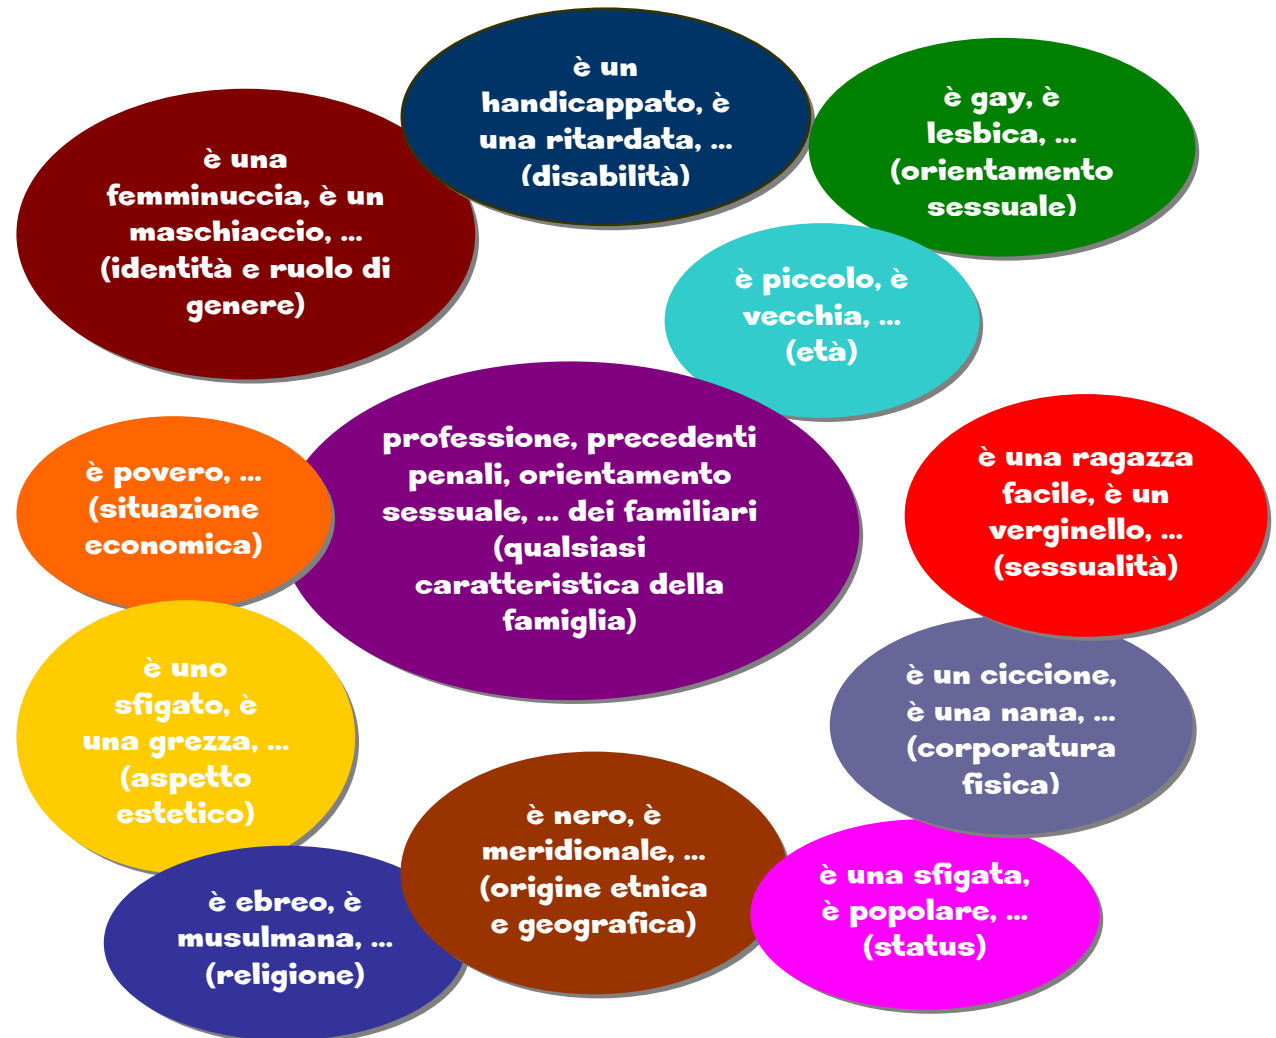 è un
handicappato, è
una ritardata, ...
(disabilità)
è gay, è
lesbica, ...
(orientamento
sessuale)
è una
femminuccia, è un
maschiaccio, ...
(identità e ruolo di
genere)
è piccolo, è
vecchia, ...
(età)
professione, precedenti
penali, orientamento
sessuale, ... dei familiari
(qualsiasi
caratteristica della
famiglia)
è povero, ...
(situazione
economica)
è una ragazza
facile, è un
verginello, ...
(sessualità)
è uno
sfigato, è
una grezza, ...
(aspetto
estetico)
è un ciccione,
è una nana, ...
(corporatura
fisica)
è nero, è
meridionale, ...
(origine etnica
e geografica)
è una sfigata,
è popolare, ...
(status)
è ebreo, è
musulmana, ...
(religione)